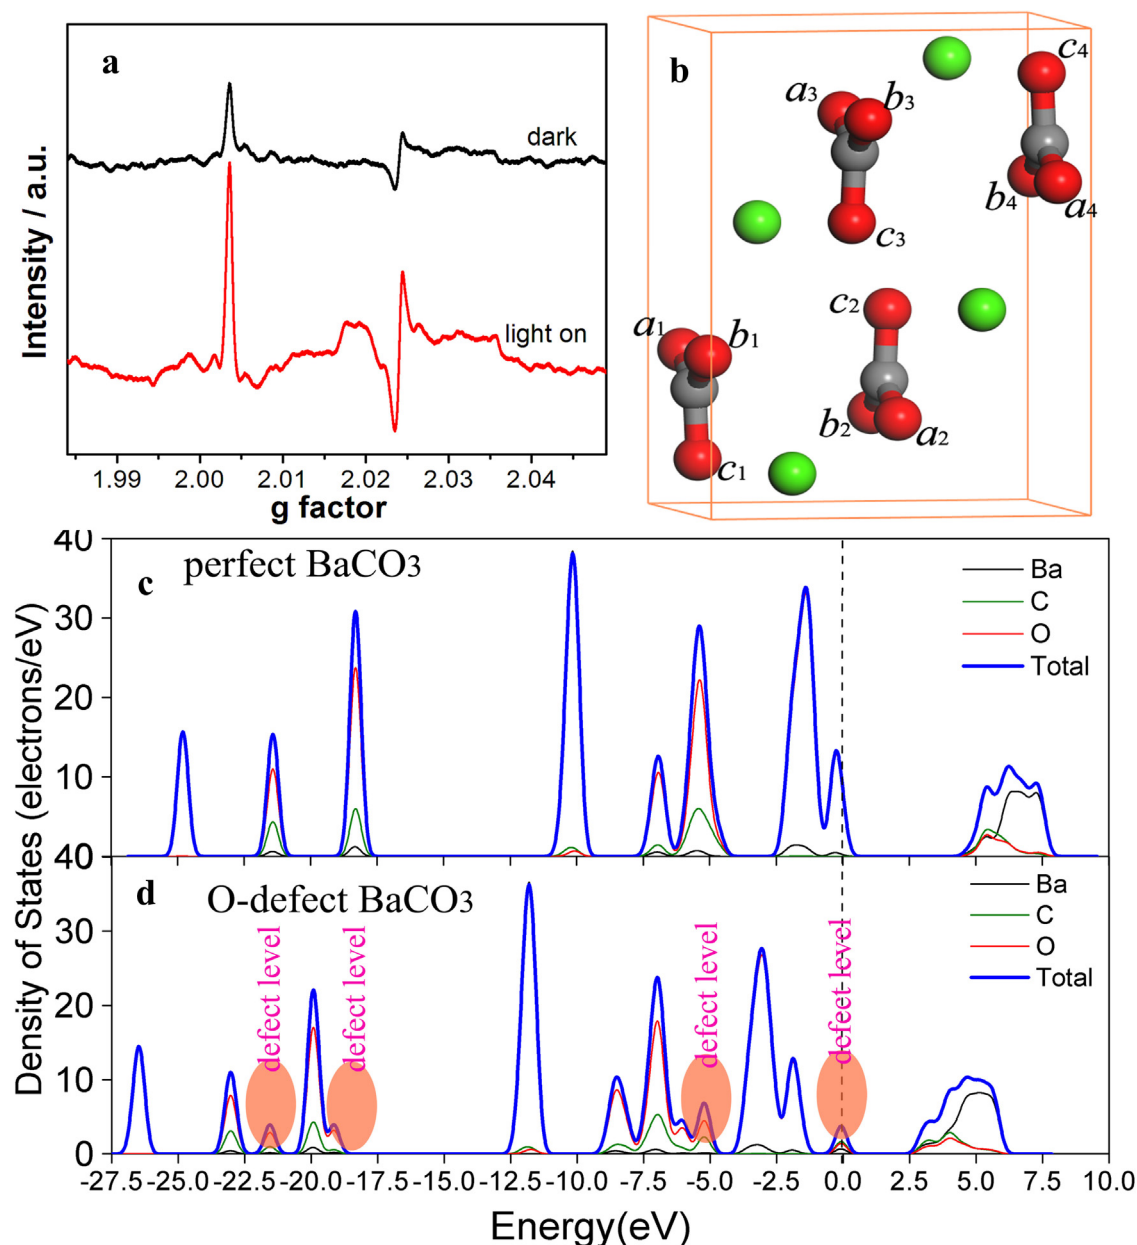 a
dark
light on
Intensity / a.u.
1.99 2.00 2.01 2.02 2.03 2.04
g factor
b
c4
a3 b3
b4 a4
c3
c2
a1 b1
b2 a2
c1
Density of States (electrons/eV)
40
c perfect BaCO3
Ba
C
O
Total
30
20
10
0
40
d O-defect BaCO3
Ba
C
O
Total
30
20
10
0
defect level
defect level
defect level
defect level
-27.5 -25.0 -22.5 -20.0 -17.5 -15.0 -12.5 -10.0 -7.5 -5.0 -2.5 0.0 2.5 5.0 7.5 10.0
Energy(eV)